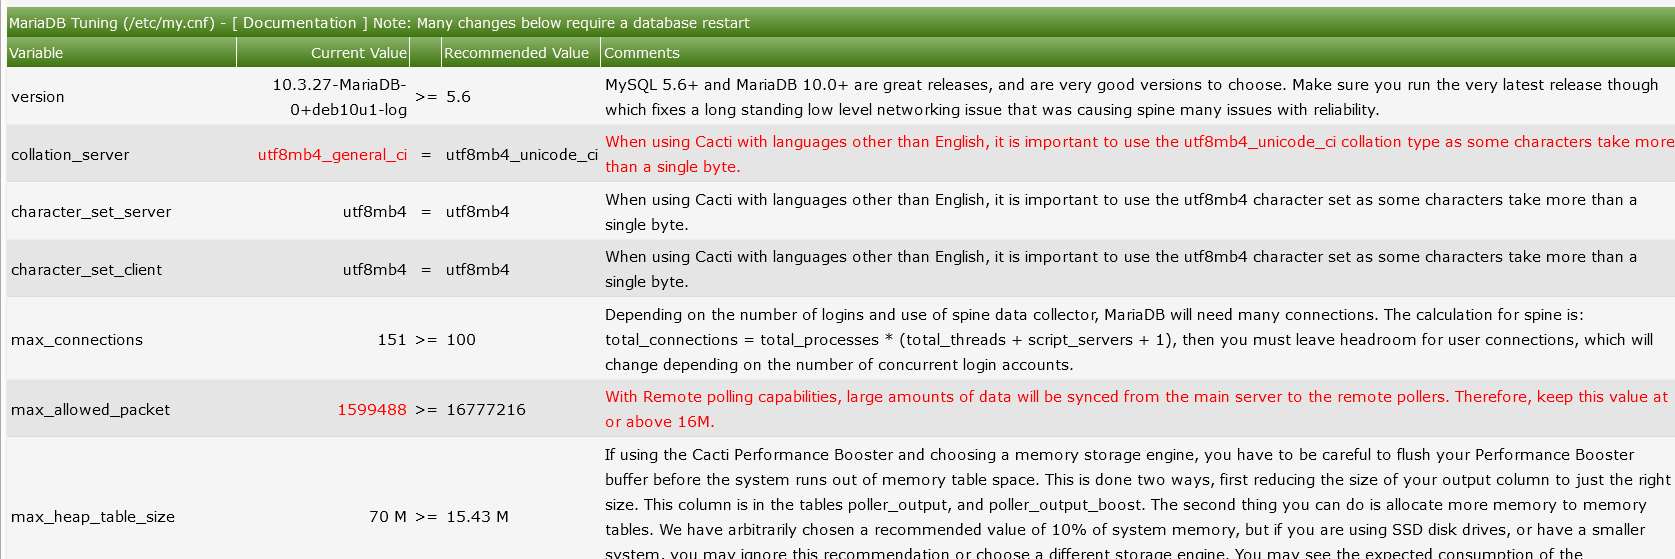 MariaDB Tuning (/etc/my.cnf) - [ Documentation ] Note: Many changes below require a database restart
Variable Current Value Recommended Value Comments
version 10.3.27-MariaDB-0+deb10u1-log >= 5.6 MySQL 5.6+ and MariaDB 10.0+ are great releases, and are very good versions to choose. Make sure you run the very latest release though
which fixes a long standing low level networking issue that was causing spine many issues with reliability.
collation_server utf8mb4_general_ci = utf8mb4_unicode_ci When using Cacti with languages other than English, it is important to use the utf8mb4_unicode_ci collation type as some characters take more
than a single byte.
character_set_server utf8mb4 = utf8mb4 When using Cacti with languages other than English, it is important to use the utf8mb4 character set as some characters take more than a
single byte.
character_set_client utf8mb4 = utf8mb4 When using Cacti with languages other than English, it is important to use the utf8mb4 character set as some characters take more than a
single byte.
max_connections 151 >= 100 Depending on the number of logins and use of spine data collector, MariaDB will need many connections. The calculation for spine is:
total_connections = total_processes * (total_threads + script_servers + 1), then you must leave headroom for user connections, which will
change depending on the number of concurrent login accounts.
max_allowed_packet 1599488 >= 16777216 With Remote polling capabilities, large amounts of data will be synced from the main server to the remote pollers. Therefore, keep this value at
or above 16M.
max_heap_table_size 70 M >= 15.43 M If using the Cacti Performance Booster and choosing a memory storage engine, you have to be careful to flush your Performance Booster
buffer before the system runs out of memory table space. This is done two ways, first reducing the size of your output column to just the right
size. This column is in the tables poller_output, and poller_output_boost. The second thing you can do is allocate more memory to memory
tables. We have arbitrarily chosen a recommended value of 10% of system memory, but if you are using SSD disk drives, or have a smaller
system, you may ignore this recommendation or choose a different storage engine. You may see the expected consumption of the